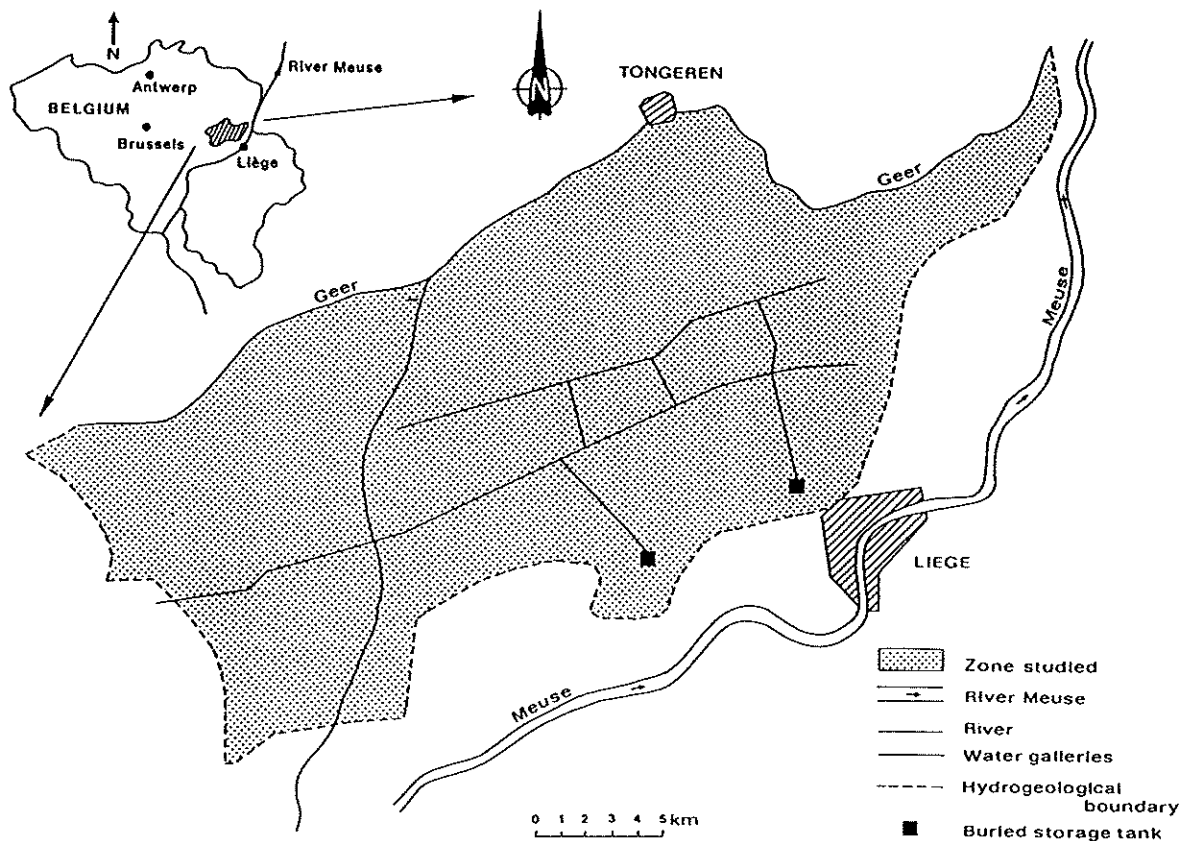 N
River Meuse
Antwerp
BELGIUM
Brussels
Liège
N
TONGEREN
Geer
Geer
Meuse
LIEGE
Meuse
Zone studied
River Meuse
River
Water galleries
Hydrogeological
boundary
Buried storage tank
0 1 2 3 4 5 km